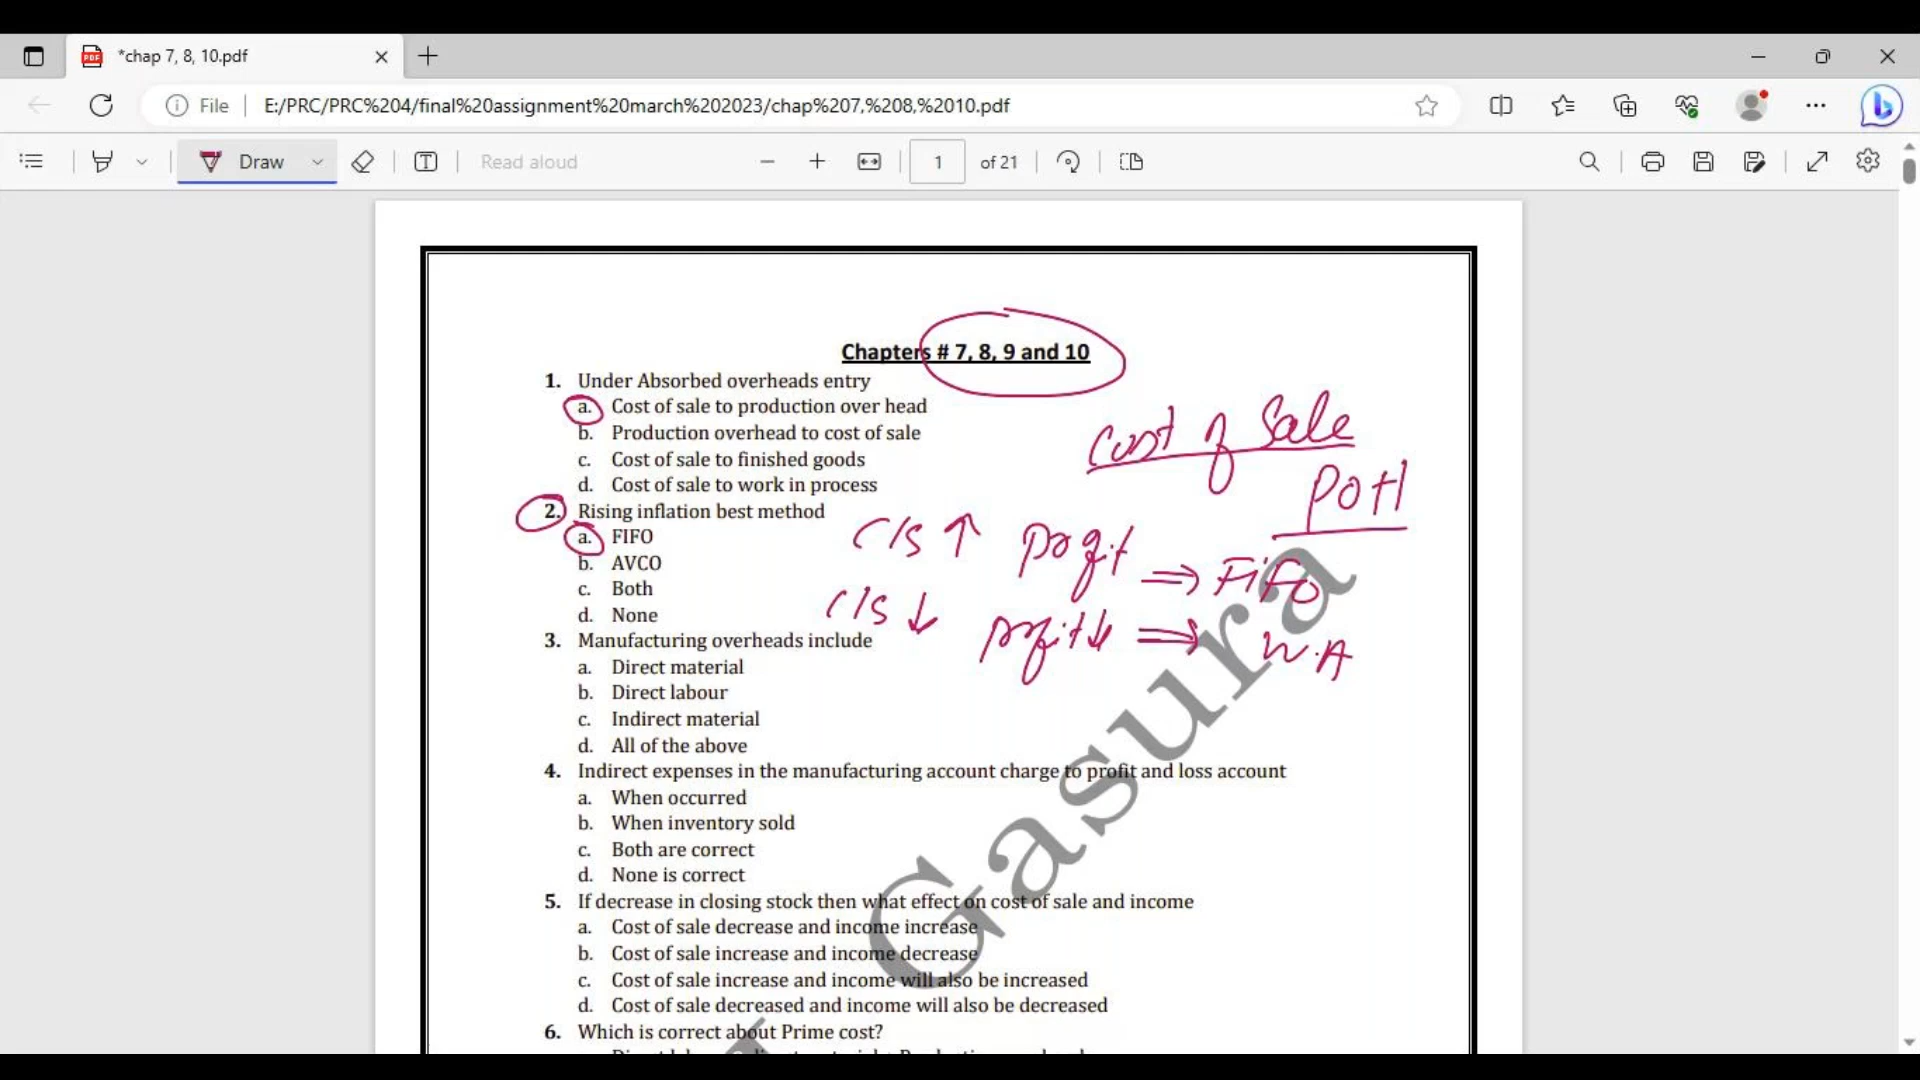 *chap 7, 8, 10.pdf
File E:/PRC/PRC%204/final%20assignment%20march%202023/chap%207,%208,%2010.pdf
Draw Read aloud 1 of 21
Chapters # 7, 8, 9 and 10
1. Under Absorbed overheads entry
a. Cost of sale to production over head
b. Production overhead to cost of sale
c. Cost of sale to finished goods
d. Cost of sale to work in process
Cost of Sale
POH
2. Rising inflation best method
a. FIFO
b. AVCO
c. Both
d. None
C/S ↑ profit ⇒ FiFo
C/S ↓ profit↓ ⇒ W.A
3. Manufacturing overheads include
a. Direct material
b. Direct labour
c. Indirect material
d. All of the above
4. Indirect expenses in the manufacturing account charge to profit and loss account
a. When occurred
b. When inventory sold
c. Both are correct
d. None is correct
5. If decrease in closing stock then what effect on cost of sale and income
a. Cost of sale decrease and income increase
b. Cost of sale increase and income decrease
c. Cost of sale increase and income will also be increased
d. Cost of sale decreased and income will also be decreased
6. Which is correct about Prime cost?
Gasura